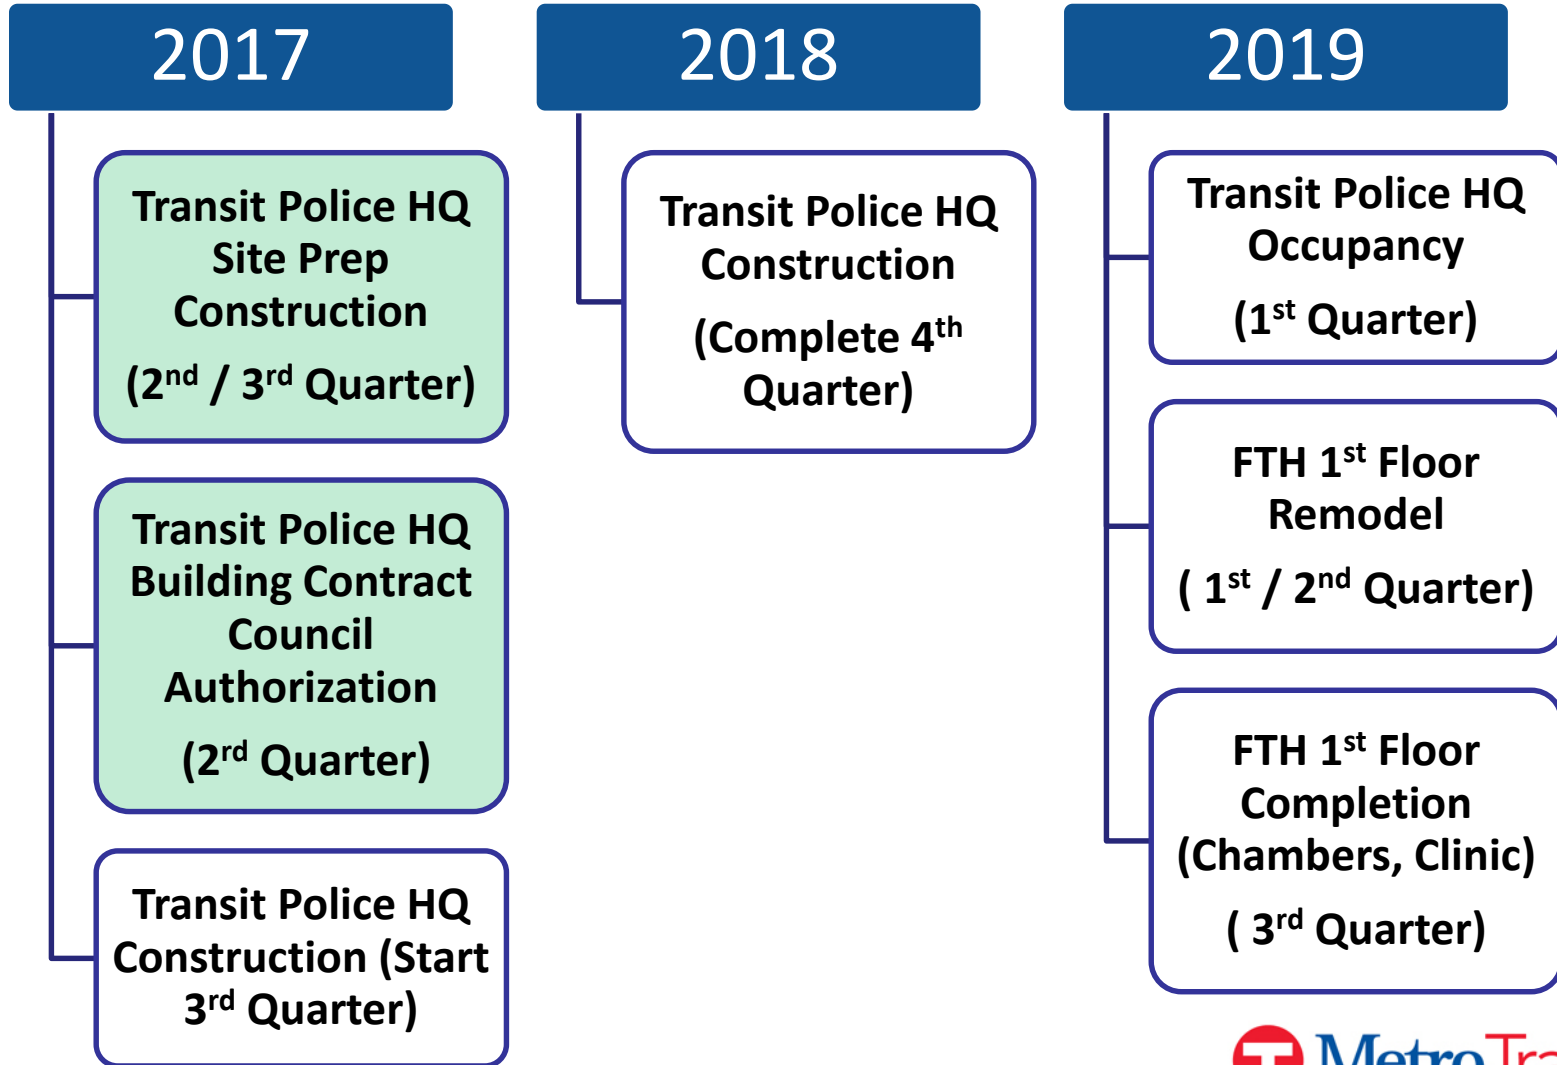 2017
Transit Police HQ
Site Prep
Construction
(2nd / 3rd Quarter)
Transit Police HQ
Building Contract
Council
Authorization
(2rd Quarter)
Transit Police HQ
Construction (Start
3rd Quarter)
2018
Transit Police HQ
Construction
(Complete 4th
Quarter)
2019
Transit Police HQ
Occupancy
(1st Quarter)
FTH 1st Floor
Remodel
( 1st / 2nd Quarter)
FTH 1st Floor
Completion
(Chambers, Clinic)
( 3rd Quarter)
T MetroTra